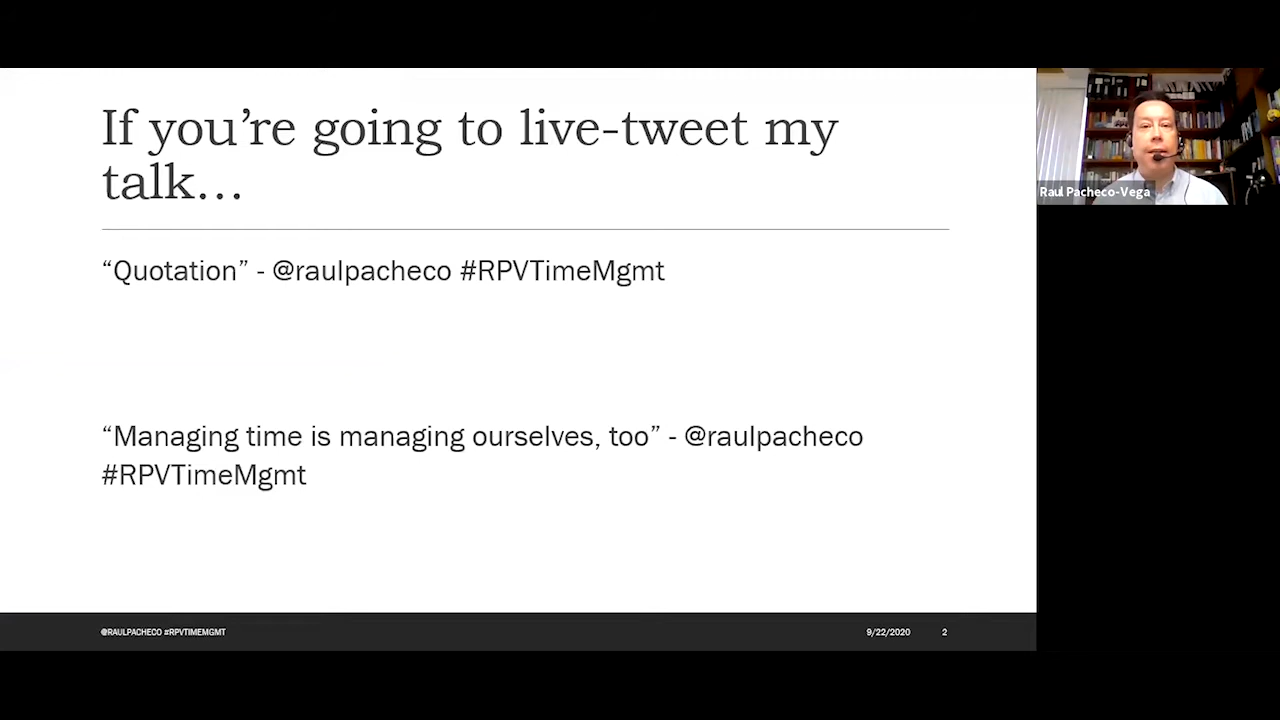 If you’re going to live-tweet my
talk…
“Quotation” - @raulpacheco #RPVTimeMgmt
“Managing time is managing ourselves, too” - @raulpacheco
#RPVTimeMgmt
@RAULPACHECO #RPVTIMEMGMT
9/22/2020
2
Raul Pacheco-Vega